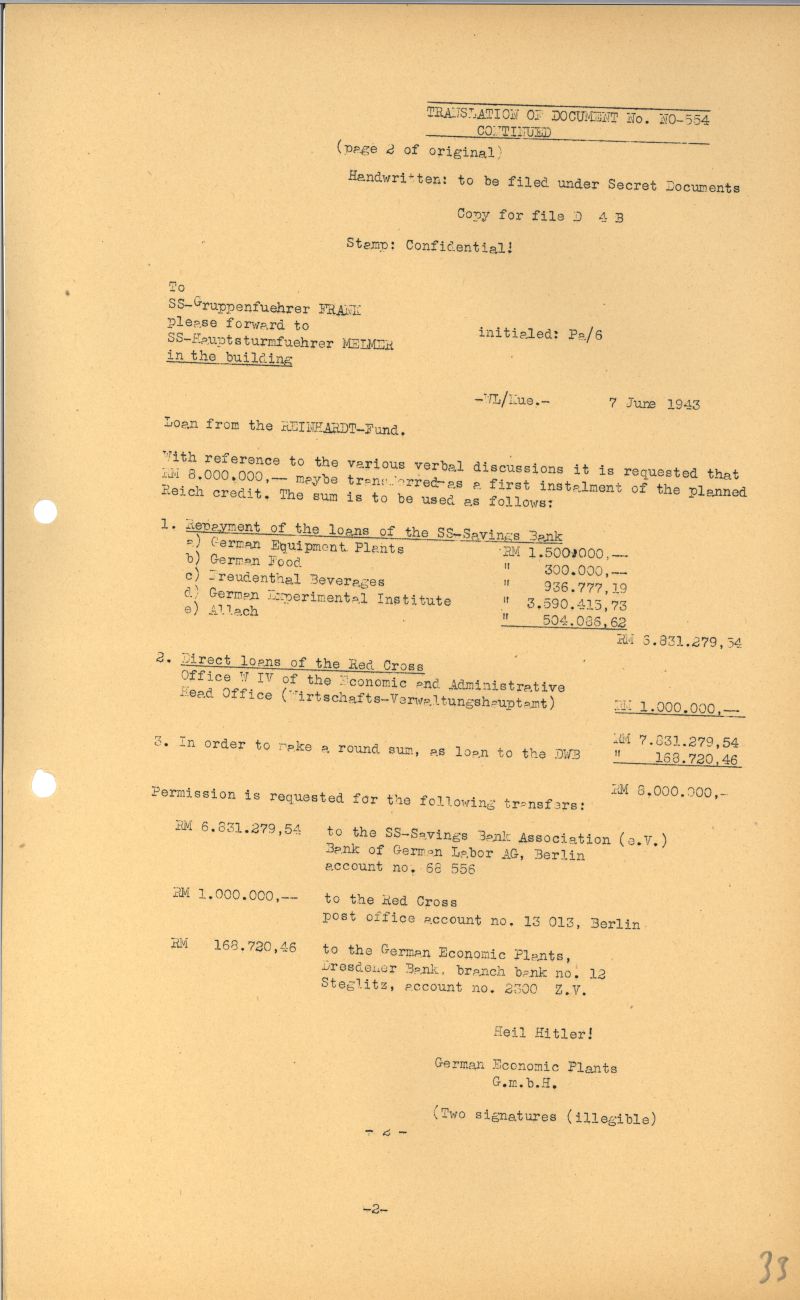 TRANSLATION OF DOCUMENT No. NO-554
CONTINUED
(page 2 of original)
Handwritten: to be filed under Secret Documents
Copy for file D 4 B
Stamp: Confidential!
To
SS-Gruppenfuehrer FRANK
please forward to
SS-Hauptsturmfuehrer MELMER
in the building
initialed: Pa/6
-WL/Kue.- 7 June 1943
Loan from the REINHARDT-Fund.
With reference to the various verbal discussions it is requested that
RM 8.000.000,-- maybe transferred as a first instalment of the planned
Reich credit. The sum is to be used as follows:
1. Repayment of the loans of the SS-Savings Bank
a) German Equipment Plants RM 1.500.000,--
b) German Food " 300.000,--
c) Freudenthal Beverages " 936.777,19
d) German Experimental Institute " 3.590.415,73
e) Allach " 504.086,62
RM 6.831.279,54
2. Direct loans of the Red Cross
Office W IV of the Economic and Administrative
Head Office (Wirtschafts-Verwaltungshauptamt) RM 1.000.000,--
RM 7.831.279,54
3. In order to make a round sum, as loan to the DWB " 168.720,46
RM 8.000.000,-
Permission is requested for the following transfers:
RM 6.831.279,54 to the SS-Savings Bank Association (e.V.)
Bank of German Labor AG, Berlin
account no. 68 556
RM 1.000.000,-- to the Red Cross
post office account no. 13 013, Berlin
RM 168.720,46 to the German Economic Plants,
Dresdener Bank, branch bank no. 12
Steglitz, account no. 2300 Z.V.
Heil Hitler!
German Economic Plants
G.m.b.H.
(Two signatures (illegible)
- 2 -
-2-
33